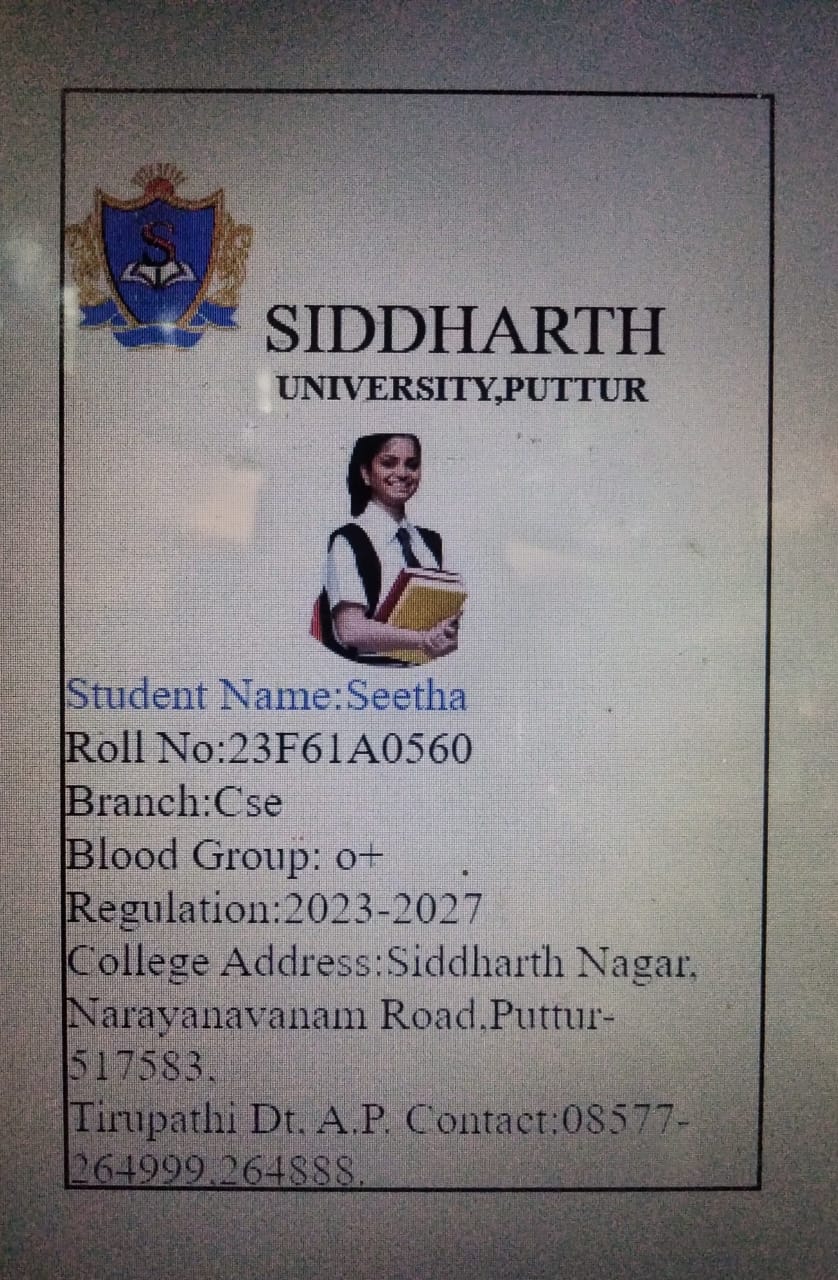 S
SIDDHARTH
UNIVERSITY,PUTTUR
Student Name:Seetha
Roll No:23F61A0560
Branch:Cse
Blood Group: o+
Regulation:2023-2027
College Address:Siddharth Nagar,
Narayanavanam Road,Puttur-
517583,
Tirupathi Dt, A.P. Contact:08577-
264999,264888.